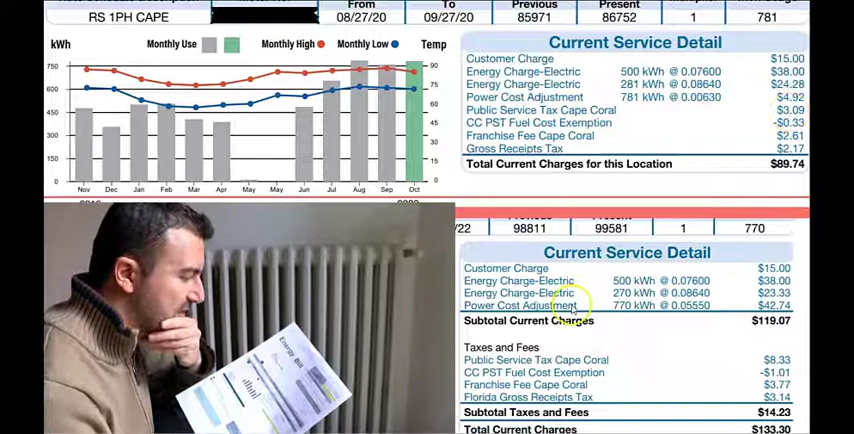 RS 1PH CAPE 08/27/20 09/27/20 85971 86752 1 781
From To Previous Present
kWh Monthly Use Monthly High Monthly Low Temp
750
600
450
300
150
0
90
75
60
45
30
15
0
Nov Dec Jan Feb Mar Apr May May Jun Jul Aug Sep Oct
Current Service Detail
Customer Charge $15.00
Energy Charge-Electric 500 kWh @ 0.07600 $38.00
Energy Charge-Electric 281 kWh @ 0.08640 $24.28
Power Cost Adjustment 781 kWh @ 0.00630 $4.92
Public Service Tax Cape Coral $3.09
CC PST Fuel Cost Exemption -$0.33
Franchise Fee Cape Coral $2.61
Gross Receipts Tax $2.17
Total Current Charges for this Location $89.74
/22 98811 99581 1 770
Current Service Detail
Customer Charge $15.00
Energy Charge-Electric 500 kWh @ 0.07600 $38.00
Energy Charge-Electric 270 kWh @ 0.08640 $23.33
Power Cost Adjustment 770 kWh @ 0.05550 $42.74
Subtotal Current Charges $119.07
Taxes and Fees
Public Service Tax Cape Coral $8.33
CC PST Fuel Cost Exemption -$1.01
Franchise Fee Cape Coral $3.77
Florida Gross Receipts Tax $3.14
Subtotal Taxes and Fees $14.23
Total Current Charges $133.30
Energy Bill